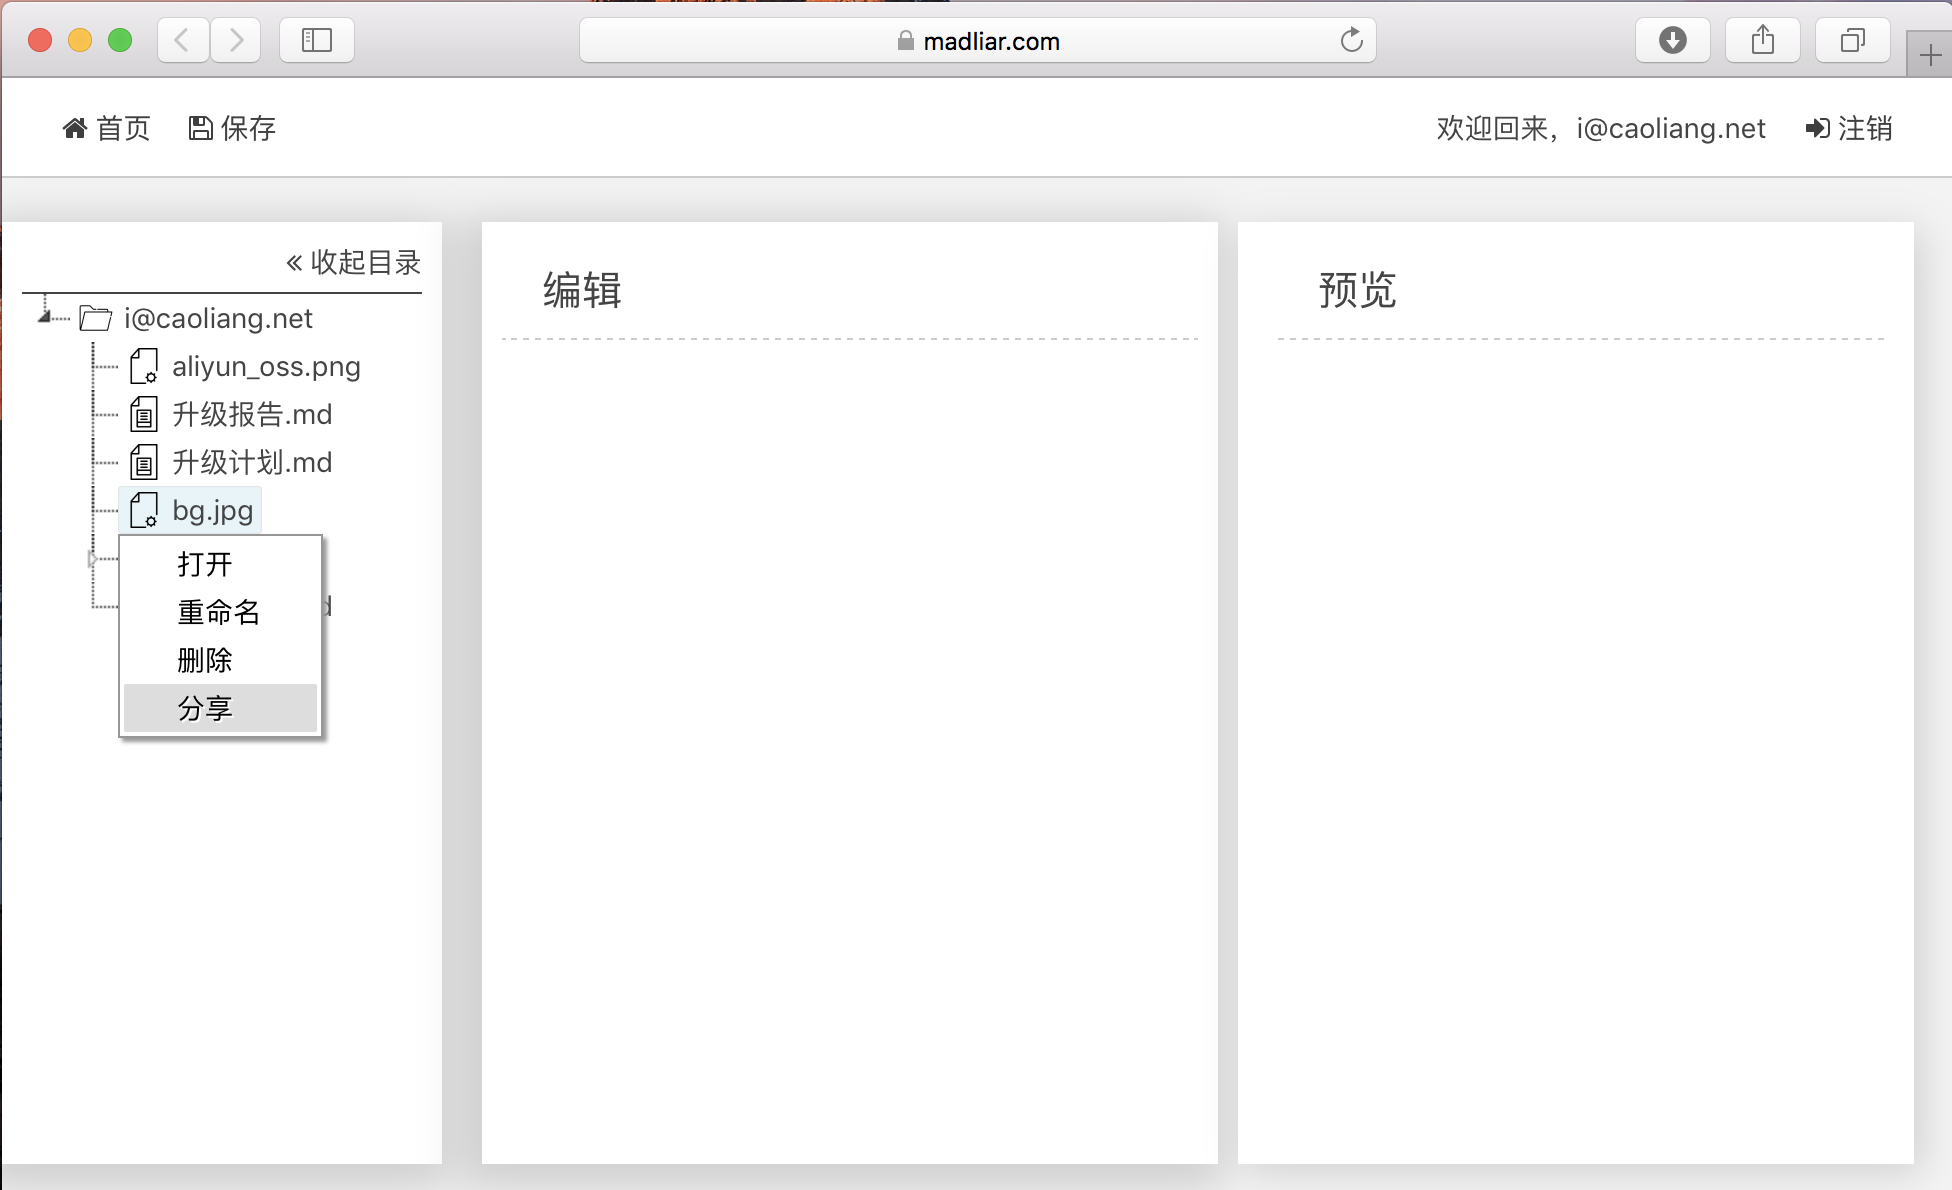 madliar.com
首页 保存 欢迎回来，i@caoliang.net 注销
« 收起目录
i@caoliang.net
aliyun_oss.png
升级报告.md
升级计划.md
bg.jpg
打开
重命名
删除
分享
编辑
预览